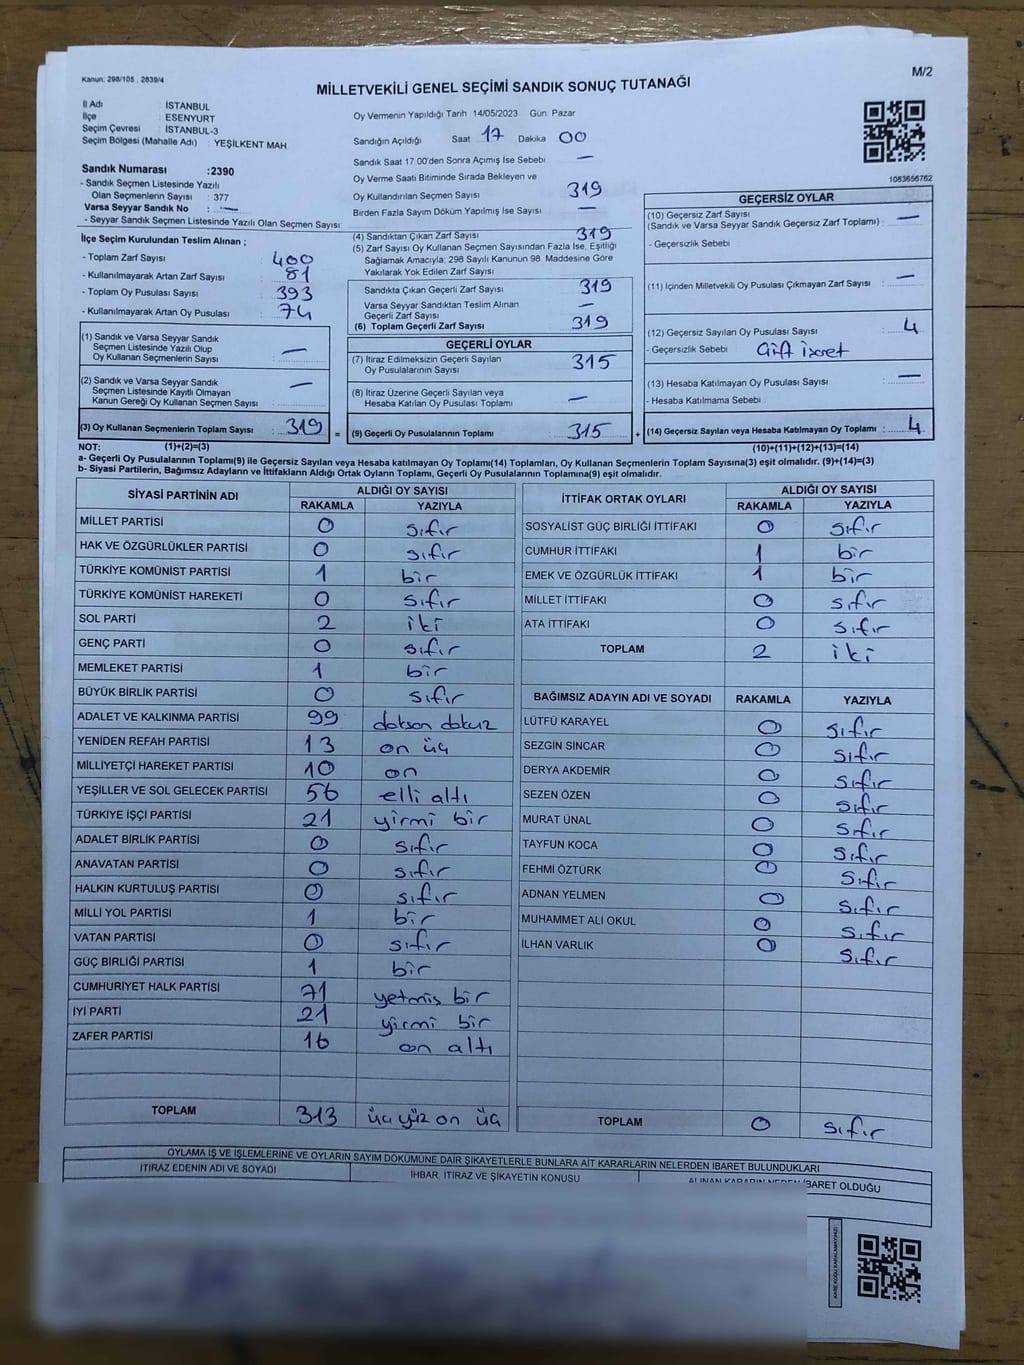 Kanun: 298/105 , 2839/4
M/2
MİLLETVEKİLİ GENEL SEÇİMİ SANDIK SONUÇ TUTANAĞI
İl Adı : İSTANBUL
İlçe : ESENYURT
Seçim Çevresi : İSTANBUL-3
Seçim Bölgesi (Mahalle Adı) : YEŞİLKENT MAH.
Sandık Numarası :2390
- Sandık Seçmen Listesinde Yazılı
Olan Seçmenlerin Sayısı : 377
Varsa Seyyar Sandık No : —
- Seyyar Sandık Seçmen Listesinde Yazılı Olan Seçmen Sayısı:
Oy Vermenin Yapıldığı Tarih 14/05/2023 Gün: Pazar
Sandığın Açıldığı Saat 17 Dakika 00
Sandık Saat 17:00'den Sonra Açımış İse Sebebi —
Oy Verme Saati Bitiminde Sırada Bekleyen ve
Oy Kullandırılan Seçmen Sayısı 319
Birden Fazla Sayım Döküm Yapılmış İse Sayısı —
1083656762
İlçe Seçim Kurulundan Teslim Alınan ;
- Toplam Zarf Sayısı : 400
- Kullanılmayarak Artan Zarf Sayısı : 81
- Toplam Oy Pusulası Sayısı : 393
- Kullanılmayarak Artan Oy Pusulası : 74
(1) Sandık ve Varsa Seyyar Sandık
Seçmen Listesinde Yazılı Olup
Oy Kullanan Seçmenlerin Sayısı : —
(2) Sandık ve Varsa Seyyar Sandık
Seçmen Listesinde Kayıtlı Olmayan
Kanun Gereği Oy Kullanan Seçmen Sayısı : —
(3) Oy Kullanan Seçmenlerin Toplam Sayısı : 319
(4) Sandıktan Çıkan Zarf Sayısı 319
(5) Zarf Sayısı Oy Kullanan Seçmen Sayısından Fazla İse, Eşitliği
Sağlamak Amacıyla; 298 Sayılı Kanunun 98. Maddesine Göre
Yakılarak Yok Edilen Zarf Sayısı
Sandıkta Çıkan Geçerli Zarf Sayısı 319
Varsa Seyyar Sandıktan Teslim Alınan
Geçerli Zarf Sayısı —
(6) Toplam Geçerli Zarf Sayısı 319
GEÇERLİ OYLAR
(7) İtiraz Edilmeksizin Geçerli Sayılan
Oy Pusulalarının Sayısı 315
(8) İtiraz Üzerine Geçerli Sayılan veya
Hesaba Katılan Oy Pusulası Toplamı —
= (9) Geçerli Oy Pusulalarının Toplamı 315 +
GEÇERSİZ OYLAR
(10) Geçersiz Zarf Sayısı
(Sandık ve Varsa Seyyar Sandık Geçersiz Zarf Toplamı) : —
- Geçersizlik Sebebi
(11) İçinden Milletvekili Oy Pusulası Çıkmayan Zarf Sayısı : —
(12) Geçersiz Sayılan Oy Pusulası Sayısı : 4
- Geçersizlik Sebebi : Çift işaret
(13) Hesaba Katılmayan Oy Pusulası Sayısı : —
- Hesaba Katılmama Sebebi :
(14) Geçersiz Sayılan veya Hesaba Katılmayan Oy Toplamı : 4
NOT: (1)+(2)=(3) (10)+(11)+(12)+(13)=(14)
a- Geçerli Oy Pusulalarının Toplamı(9) ile Geçersiz Sayılan veya Hesaba katılmayan Oy Toplamı(14) Toplamları, Oy Kullanan Seçmenlerin Toplam Sayısına(3) eşit olmalıdır. (9)+(14)=(3)
b- Siyasi Partilerin, Bağımsız Adayların ve İttifakların Aldığı Ortak Oyların Toplamı, Geçerli Oy Pusulalarının Toplamına(9) eşit olmalıdır.
SİYASİ PARTİNİN ADI ALDIĞI OY SAYISI
RAKAMLA YAZIYLA
MİLLET PARTİSİ 0 sıfır
HAK VE ÖZGÜRLÜKLER PARTİSİ 0 sıfır
TÜRKİYE KOMÜNİST PARTİSİ 1 bir
TÜRKİYE KOMÜNİST HAREKETİ 0 sıfır
SOL PARTİ 2 iki
GENÇ PARTİ 0 sıfır
MEMLEKET PARTİSİ 1 bir
BÜYÜK BİRLİK PARTİSİ 0 sıfır
ADALET VE KALKINMA PARTİSİ 99 doksan dokuz
YENİDEN REFAH PARTİSİ 13 on üç
MİLLİYETÇİ HAREKET PARTİSİ 10 on
YEŞİLLER VE SOL GELECEK PARTİSİ 56 elli altı
TÜRKİYE İŞÇİ PARTİSİ 21 yirmi bir
ADALET BİRLİK PARTİSİ 0 sıfır
ANAVATAN PARTİSİ 0 sıfır
HALKIN KURTULUŞ PARTİSİ 0 sıfır
MİLLİ YOL PARTİSİ 1 bir
VATAN PARTİSİ 0 sıfır
GÜÇ BİRLİĞİ PARTİSİ 1 bir
CUMHURİYET HALK PARTİSİ 71 yetmiş bir
İYİ PARTİ 21 yirmi bir
ZAFER PARTİSİ 16 on altı
TOPLAM 313 üç yüz on üç
İTTİFAK ORTAK OYLARI ALDIĞI OY SAYISI
RAKAMLA YAZIYLA
SOSYALİST GÜÇ BİRLİĞİ İTTİFAKI 0 sıfır
CUMHUR İTTİFAKI 1 bir
EMEK VE ÖZGÜRLÜK İTTİFAKI 1 bir
MİLLET İTTİFAKI 0 sıfır
ATA İTTİFAKI 0 sıfır
TOPLAM 2 iki
BAĞIMSIZ ADAYIN ADI VE SOYADI RAKAMLA YAZIYLA
LÜTFÜ KARAYEL 0 sıfır
SEZGİN SİNCAR 0 sıfır
DERYA AKDEMİR 0 sıfır
SEZEN ÖZEN 0 sıfır
MURAT ÜNAL 0 sıfır
TAYFUN KOCA 0 sıfır
FEHMİ ÖZTÜRK 0 sıfır
ADNAN YELMEN 0 sıfır
MUHAMMET ALİ OKUL 0 sıfır
İLHAN VARLIK 0 sıfır
TOPLAM 0 sıfır
OYLAMA İŞ VE İŞLEMLERİNE VE OYLARIN SAYIM DÖKÜMÜNE DAİR ŞİKAYETLERLE BUNLARA AİT KARARLARIN NELERDEN İBARET BULUNDUKLARI
İTİRAZ EDENİN ADI VE SOYADI İHBAR, İTİRAZ VE ŞİKAYETİN KONUSU ALINAN KARARIN NEDEN İBARET OLDUĞU